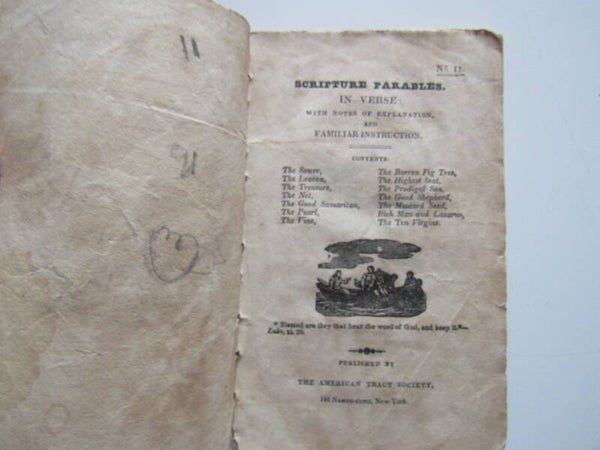 11
11
No 11.
SCRIPTURE PARABLES,
IN VERSE:
WITH NOTES OF EXPLANATION,
AND
FAMILIAR INSTRUCTION.
CONTENTS.
The Sower,
The Leaven,
The Treasure,
The Net,
The Good Samaritan,
The Pearl,
The Vine,
The Barren Fig Tree,
The Highest Seat,
The Prodigal Son,
The Good Shepherd,
The Mustard Seed,
Rich Man and Lazarus,
The Ten Virgins.
"Blessed are they that hear the word of God, and keep it."—
Luke, 11. 28.
PUBLISHED BY
THE AMERICAN TRACT SOCIETY,
144 Nassau-street, New-York.